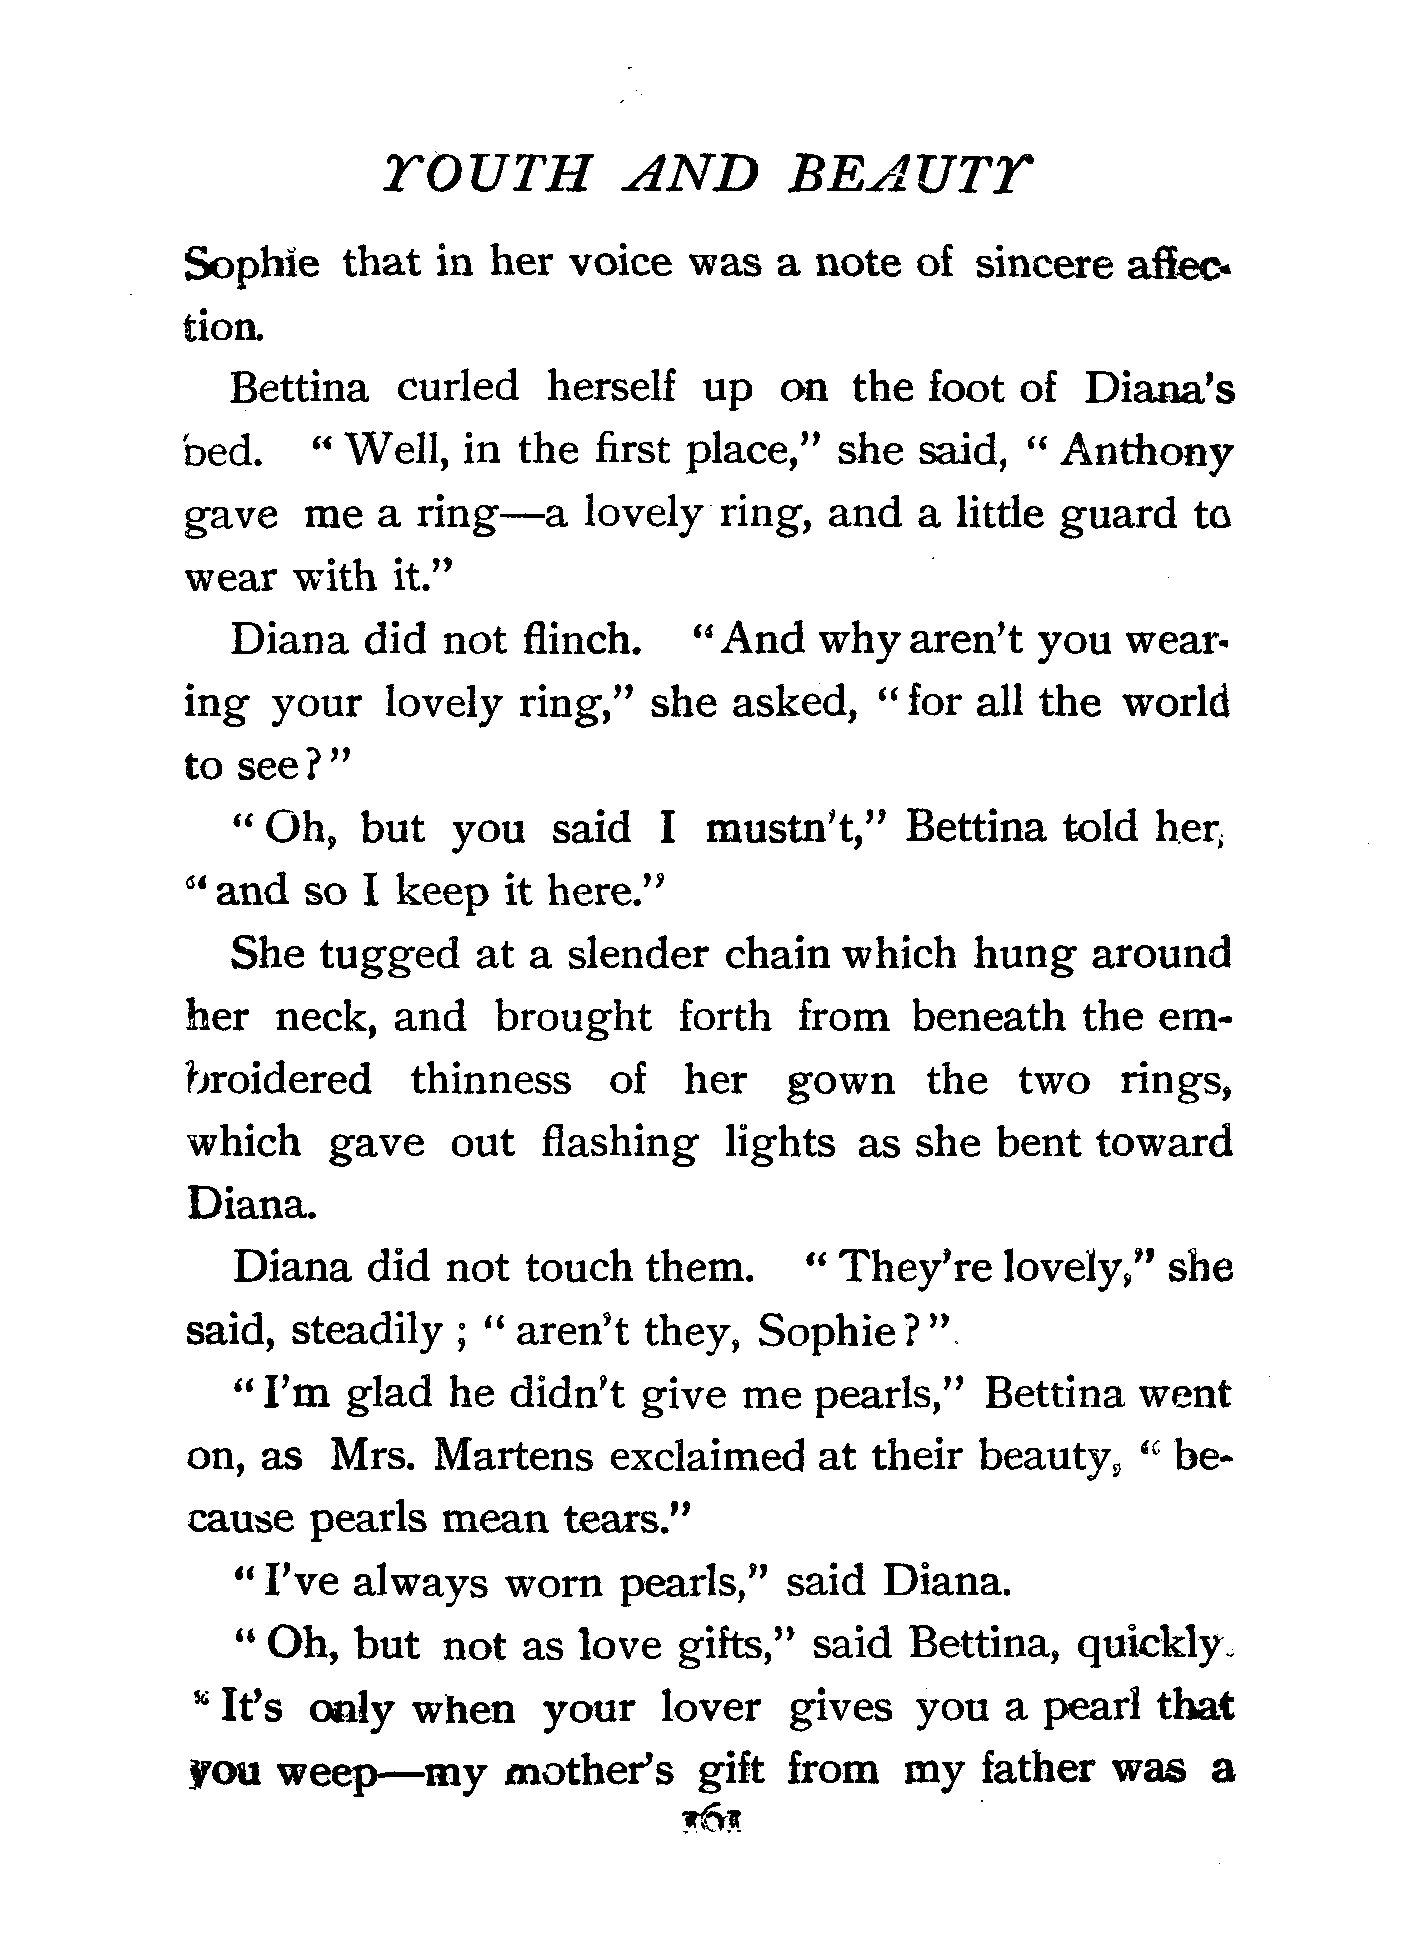 YOUTH AND BEAUTY
Sophie that in her voice was a note of sincere affec-
tion.
Bettina curled herself up on the foot of Diana's
bed. “ Well, in the first place,” she said, “ Anthony
gave me a ring—a lovely ring, and a little guard to
wear with it.”
Diana did not flinch. “ And why aren't you wear-
ing your lovely ring,” she asked, “ for all the world
to see ? ”
“ Oh, but you said I mustn't,” Bettina told her,
“ and so I keep it here.”
She tugged at a slender chain which hung around
her neck, and brought forth from beneath the em-
broidered thinness of her gown the two rings,
which gave out flashing lights as she bent toward
Diana.
Diana did not touch them. “ They're lovely,” she
said, steadily ; “ aren't they, Sophie ? ”
“ I'm glad he didn't give me pearls,” Bettina went
on, as Mrs. Martens exclaimed at their beauty, “ be-
cause pearls mean tears.”
“ I've always worn pearls,” said Diana.
“ Oh, but not as love gifts,” said Bettina, quickly.
“ It's only when your lover gives you a pearl that
you weep—my mother's gift from my father was a
161